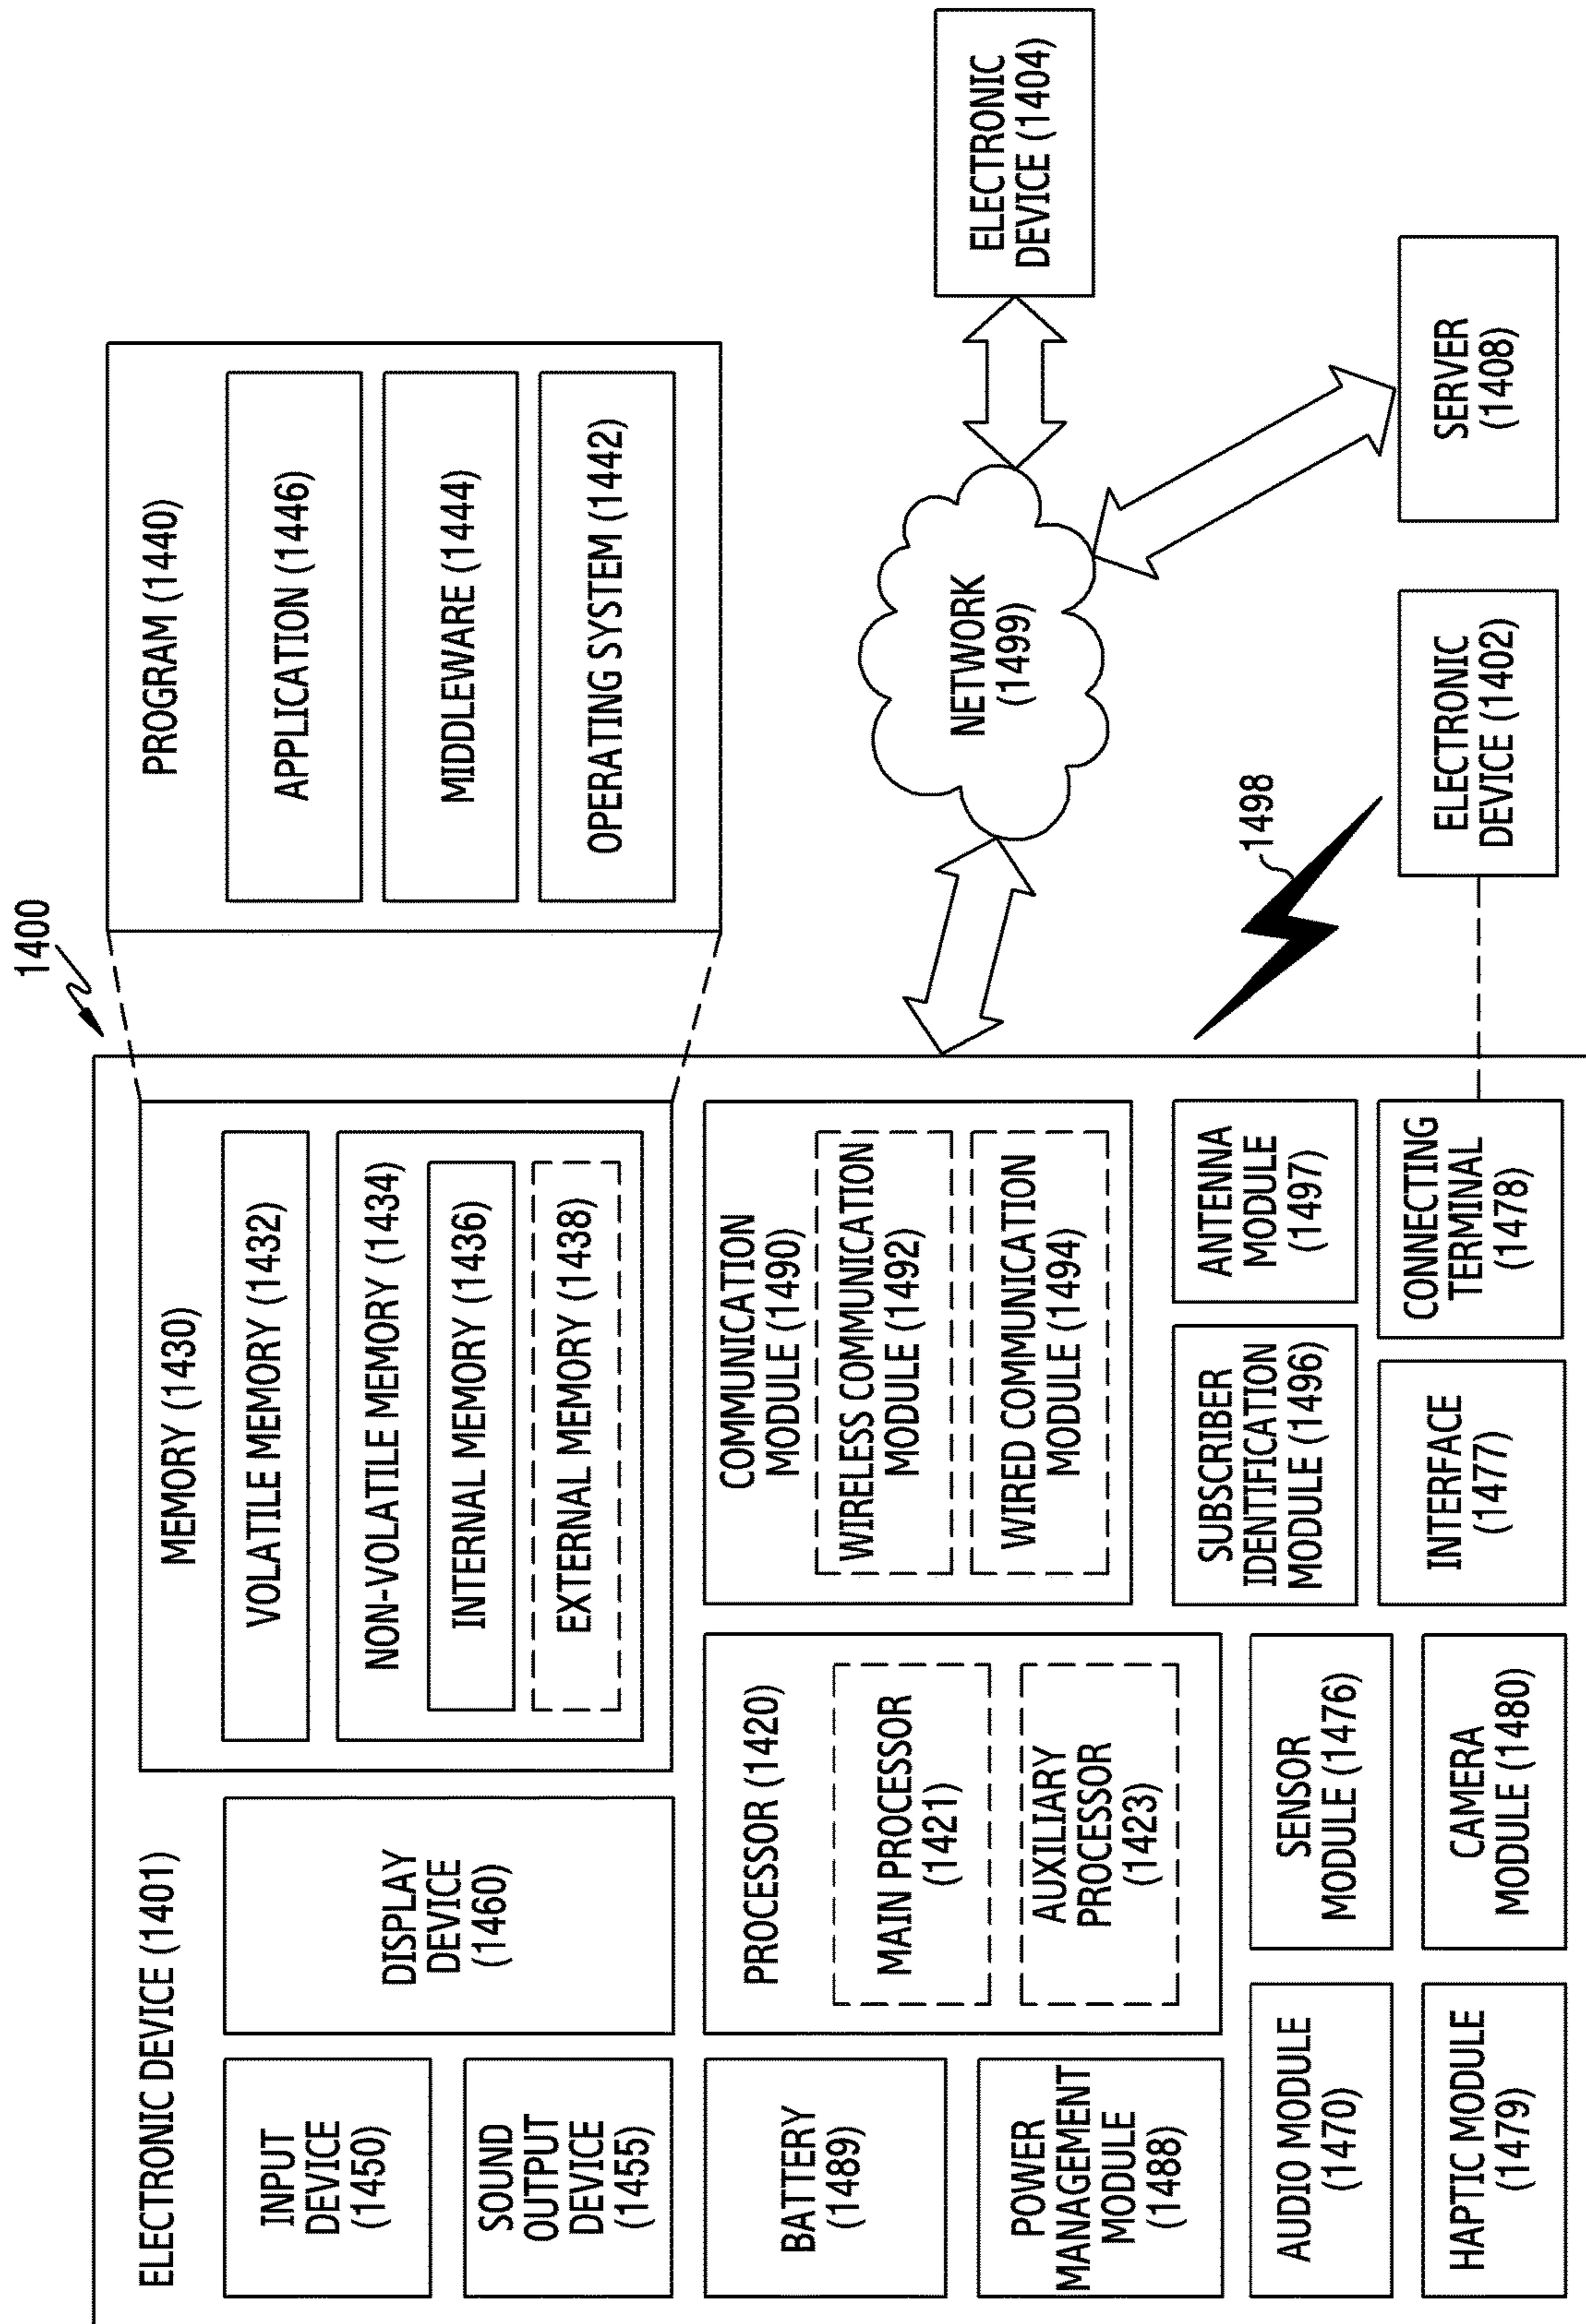 1400
ELECTRONIC DEVICE (1401)
INPUT
DEVICE
(1450)
SOUND
OUTPUT
DEVICE
(1455)
DISPLAY
DEVICE
(1460)
MEMORY (1430)
VOLATILE MEMORY (1432)
NON-VOLATILE MEMORY (1434)
INTERNAL MEMORY (1436)
EXTERNAL MEMORY (1438)
PROGRAM (1440)
APPLICATION (1446)
MIDDLEWARE (1444)
OPERATING SYSTEM (1442)
BATTERY
(1489)
POWER
MANAGEMENT
MODULE
(1488)
PROCESSOR (1420)
MAIN PROCESSOR
(1421)
AUXILIARY
PROCESSOR
(1423)
COMMUNICATION
MODULE (1490)
WIRELESS COMMUNICATION
MODULE (1492)
WIRED COMMUNICATION
MODULE (1494)
NETWORK
(1499)
ELECTRONIC
DEVICE (1404)
AUDIO MODULE
(1470)
SENSOR
MODULE (1476)
SUBSCRIBER
IDENTIFICATION
MODULE (1496)
ANTENNA
MODULE
(1497)
1498
HAPTIC MODULE
(1479)
CAMERA
MODULE (1480)
INTERFACE
(1477)
CONNECTING
TERMINAL
(1478)
ELECTRONIC
DEVICE (1402)
SERVER
(1408)